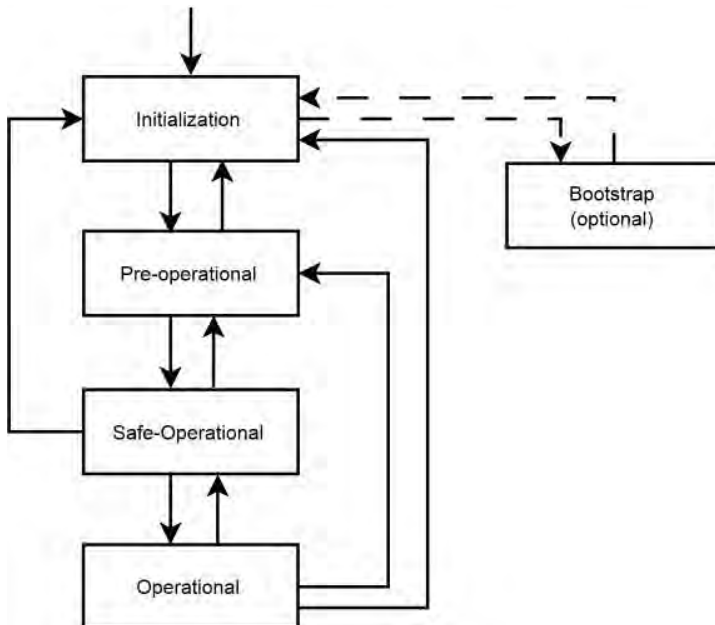 Initialization
Bootstrap
(optional)
Pre-operational
Safe-Operational
Operational